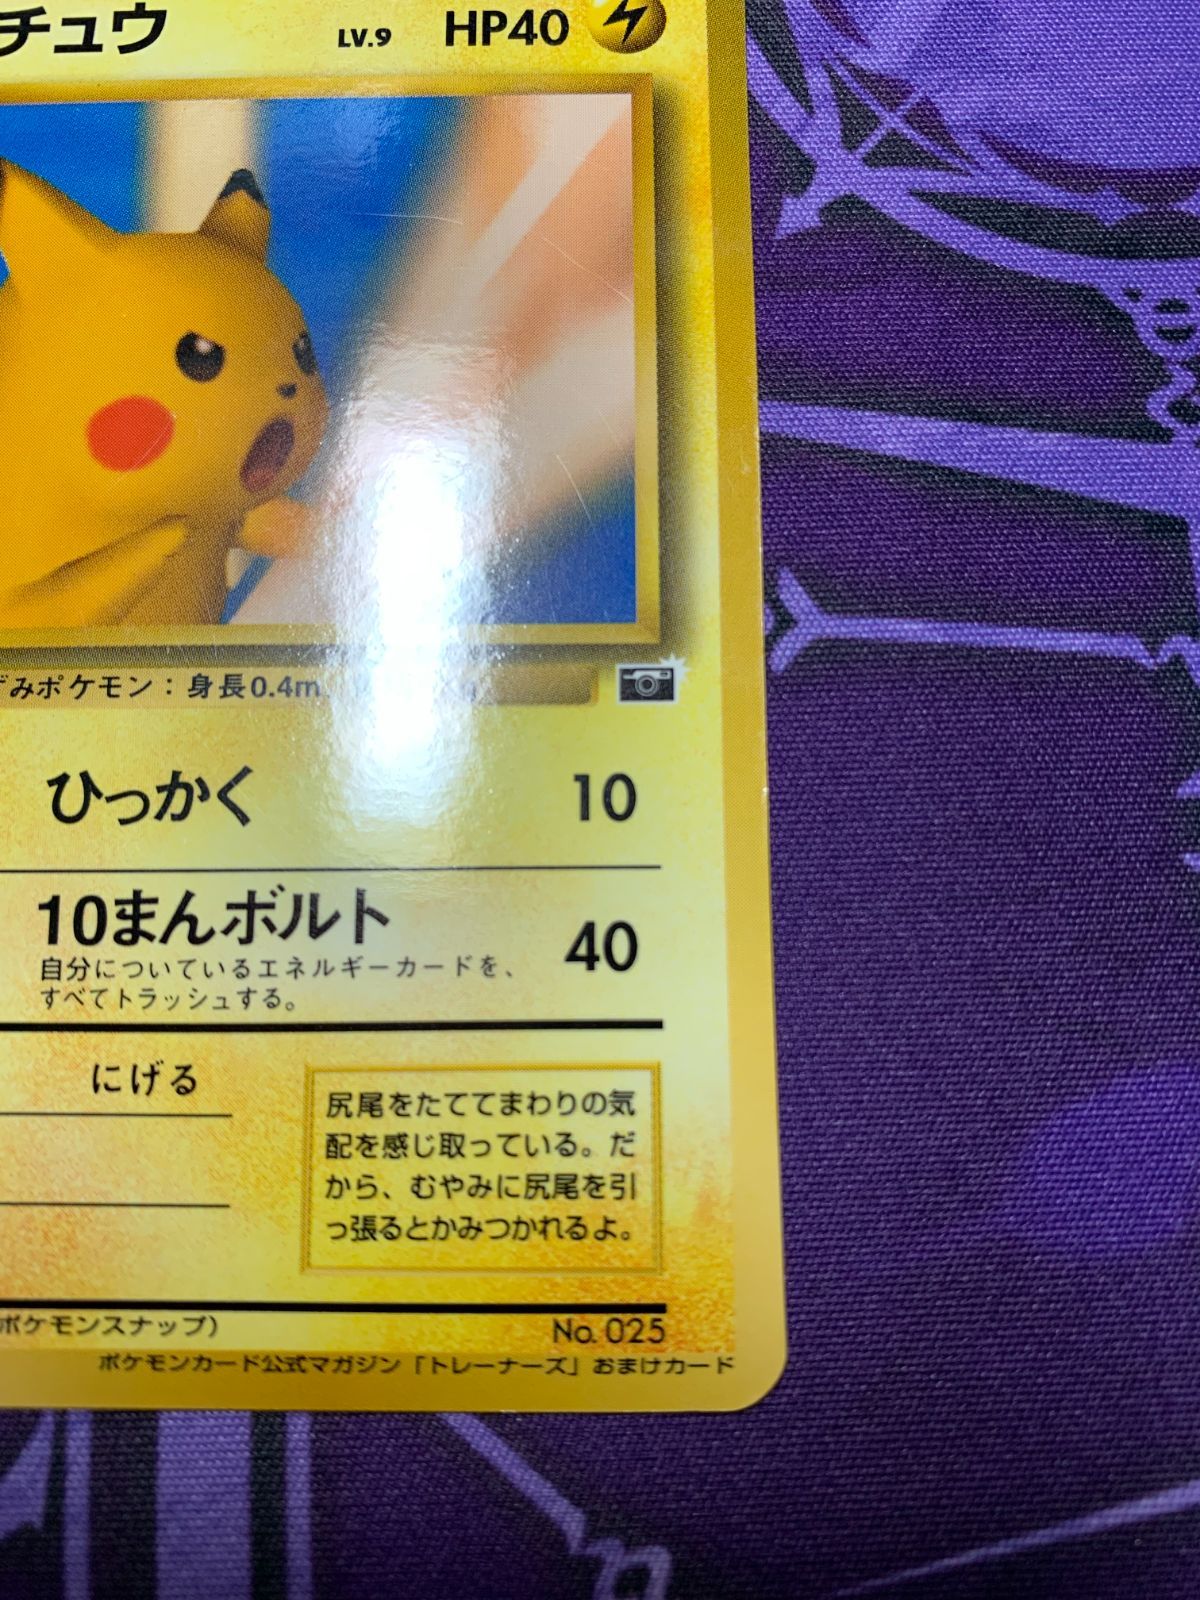 チュウ LV.9 HP40
ずみポケモン：身長0.4m
ひっかく 10
10まんボルト 40
自分についているエネルギーカードを、
すべてトラッシュする。
にげる
尻尾をたててまわりの気
配を感じ取っている。だ
から、むやみに尻尾を引
っ張るとかみつかれるよ。
ポケモンスナップ） No. 025
ポケモンカード公式マガジン「トレーナーズ」おまけカード